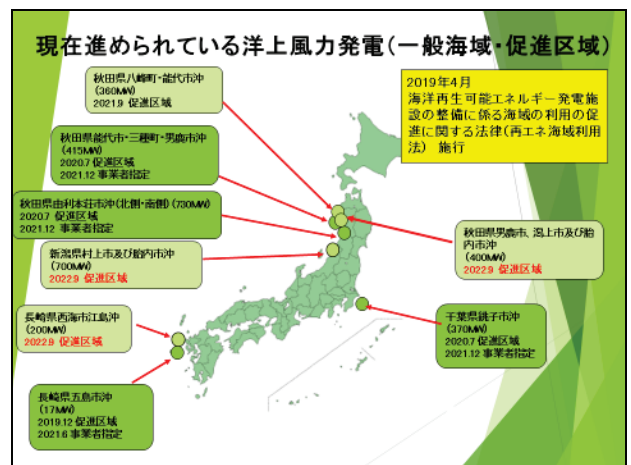 現在進められている洋上風力発電(一般海域・促進区域)
秋田県八峰町・能代市沖
(360MW)
2021.9 促進区域
2019年4月
海洋再生可能エネルギー発電施
設の整備に係る海域の利用の促
進に関する法律(再エネ海域利用
法) 施行
秋田県能代市・三種町・男鹿市沖
(415MW)
2020.7 促進区域
2021.12 事業者指定
秋田県由利本荘市沖(北側・南側)(730MW)
2020.7 促進区域
2021.12 事業者指定
秋田県男鹿市、潟上市及び胎
内市沖
(400MW)
2022.9 促進区域
新潟県村上市及び胎内市沖
(700MW)
2022.9 促進区域
長崎県西海市江島沖
(200MW)
2022.9 促進区域
千葉県銚子市沖
(370MW)
2020.7 促進区域
2021.12 事業者指定
長崎県五島市沖
(17MW)
2019.12 促進区域
2021.6 事業者指定